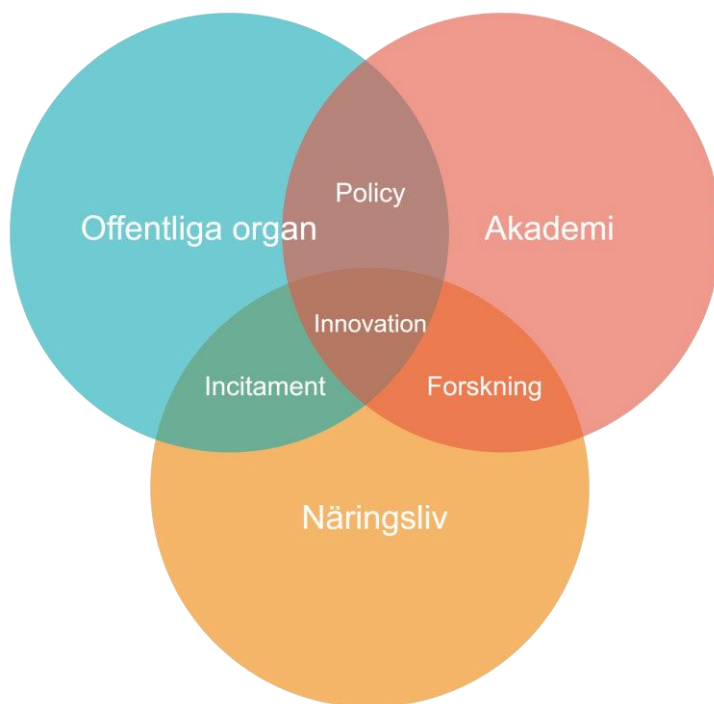 Policy
Offentliga organ
Akademi
Innovation
Incitament
Forskning
Näringsliv